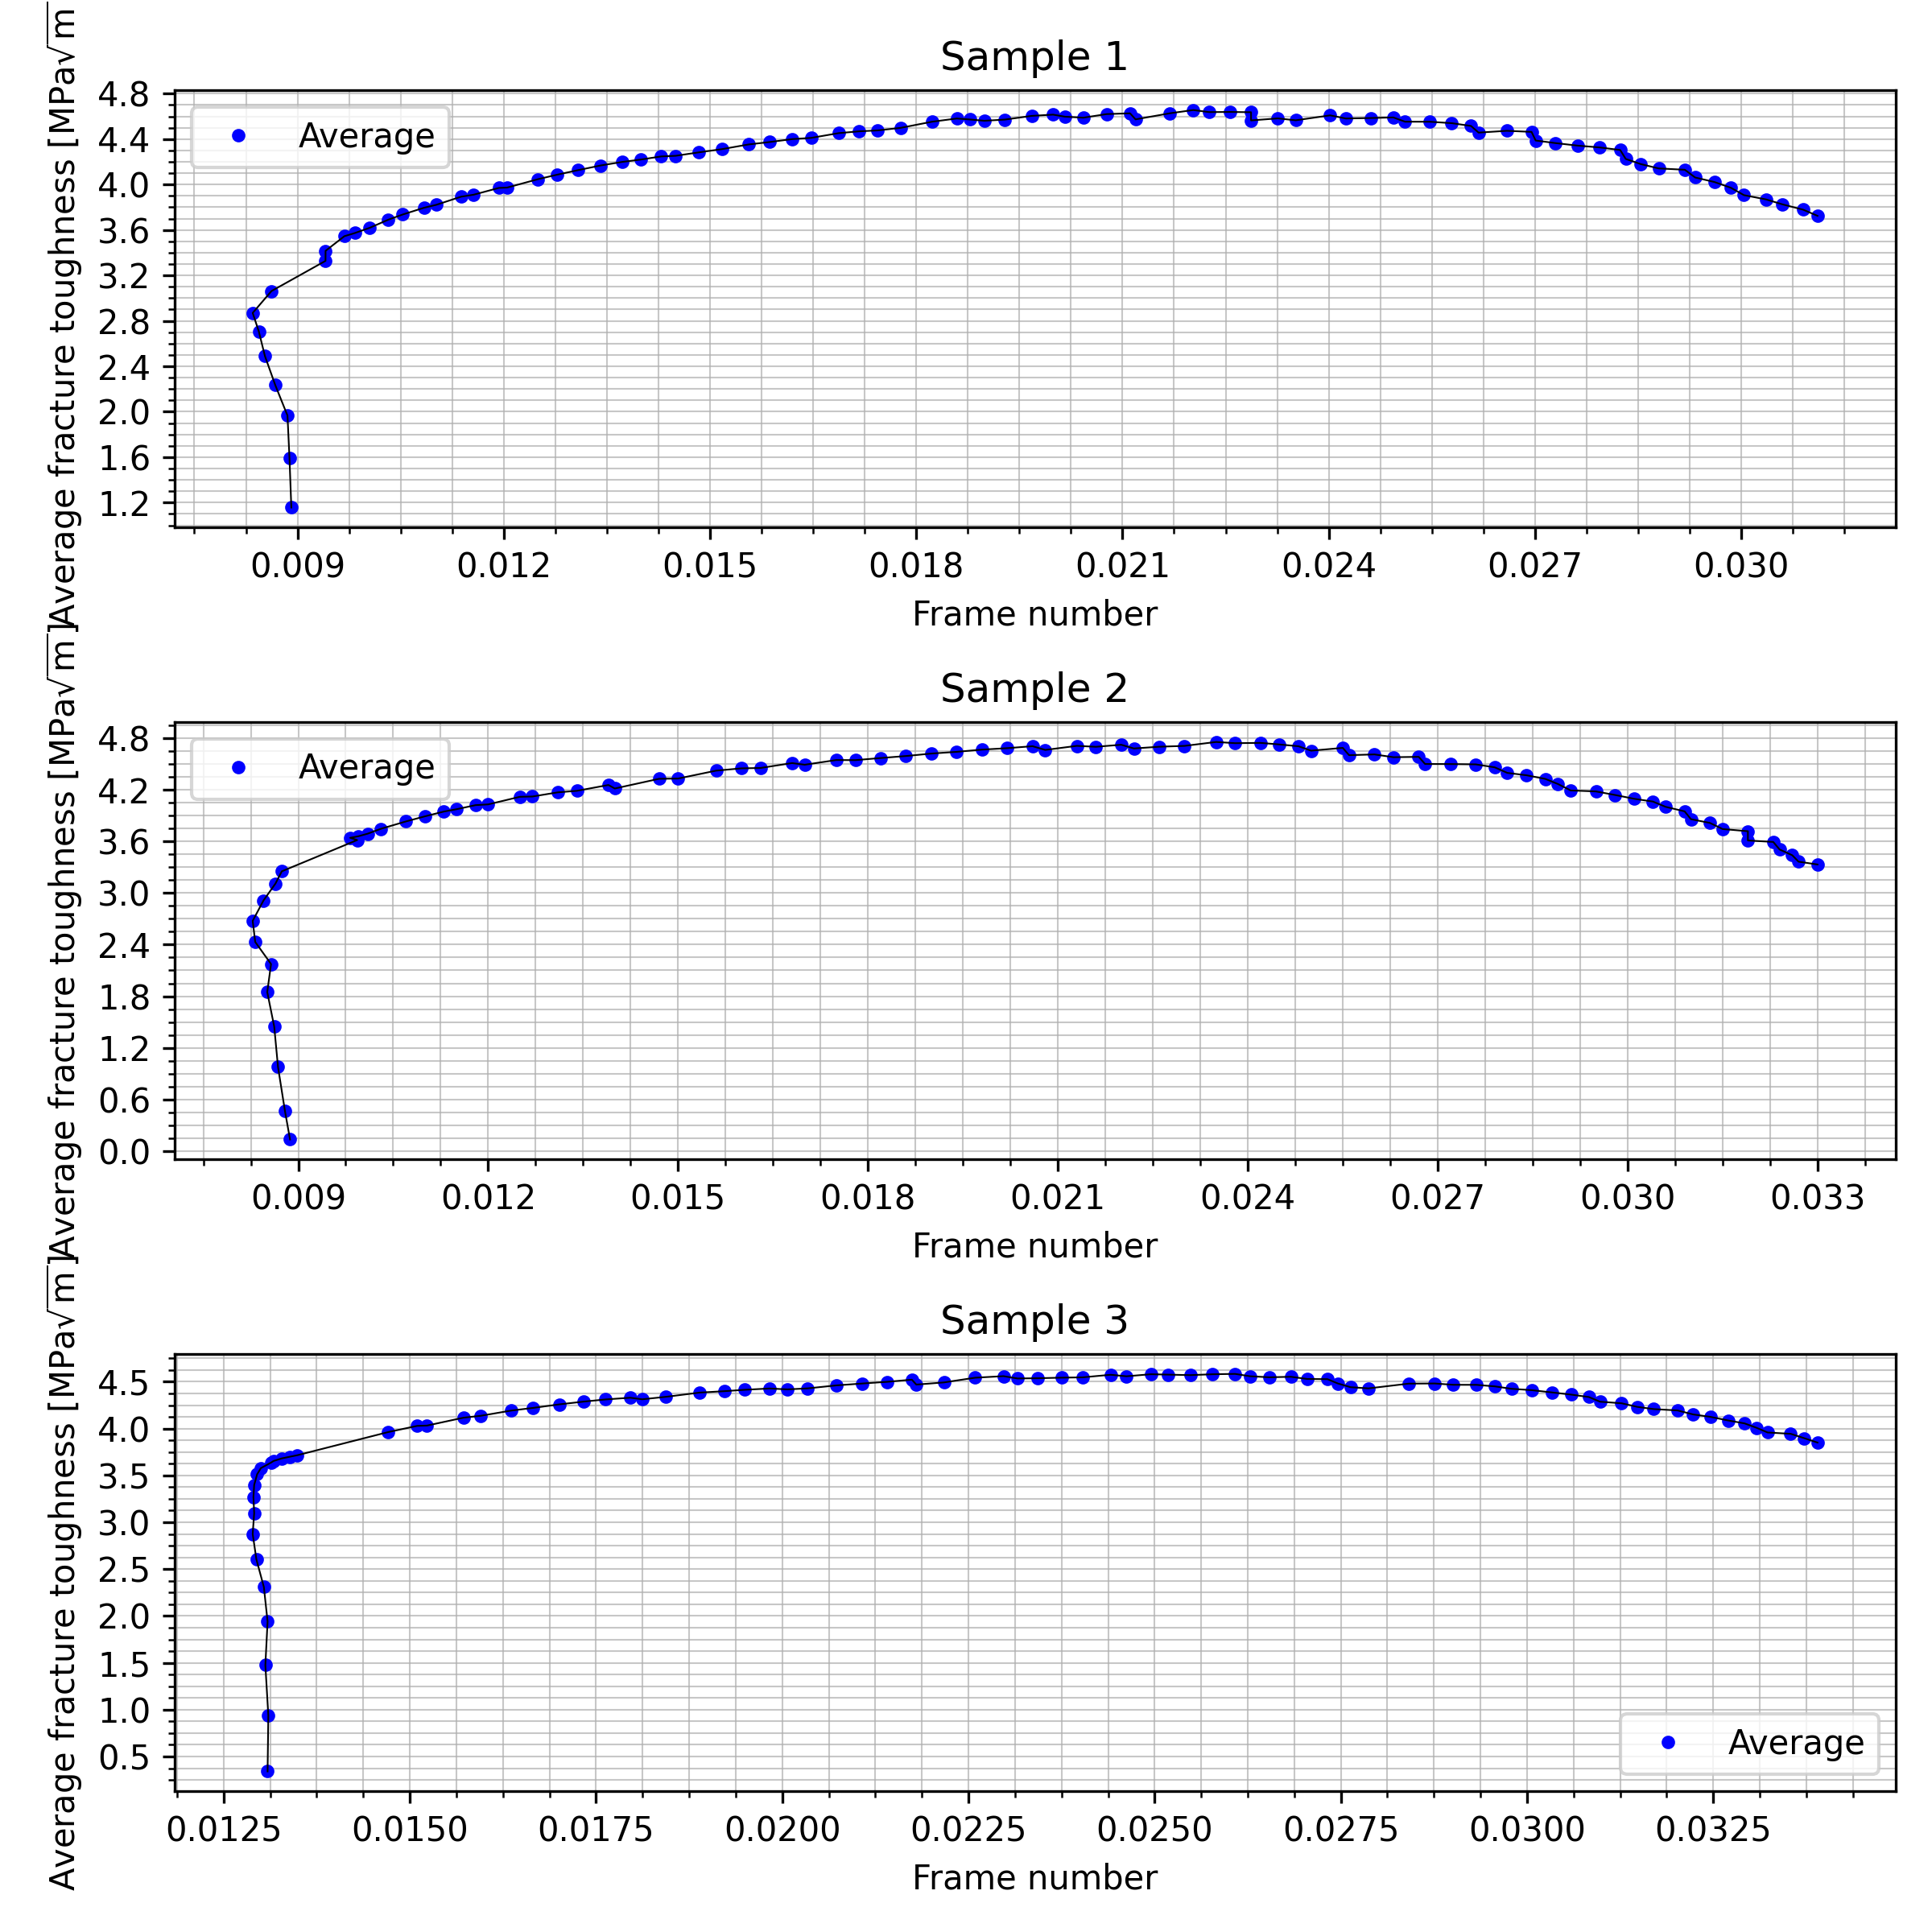 Sample 1
Average fracture toughness [MPa√m]
4.8
4.4
4.0
3.6
3.2
2.8
2.4
2.0
1.6
1.2
Average
0.009 0.012 0.015 0.018 0.021 0.024 0.027 0.030
Frame number
Sample 2
Average fracture toughness [MPa√m]
4.8
4.2
3.6
3.0
2.4
1.8
1.2
0.6
0.0
Average
0.009 0.012 0.015 0.018 0.021 0.024 0.027 0.030 0.033
Frame number
Sample 3
Average fracture toughness [MPa√m]
4.5
4.0
3.5
3.0
2.5
2.0
1.5
1.0
0.5
Average
0.0125 0.0150 0.0175 0.0200 0.0225 0.0250 0.0275 0.0300 0.0325
Frame number